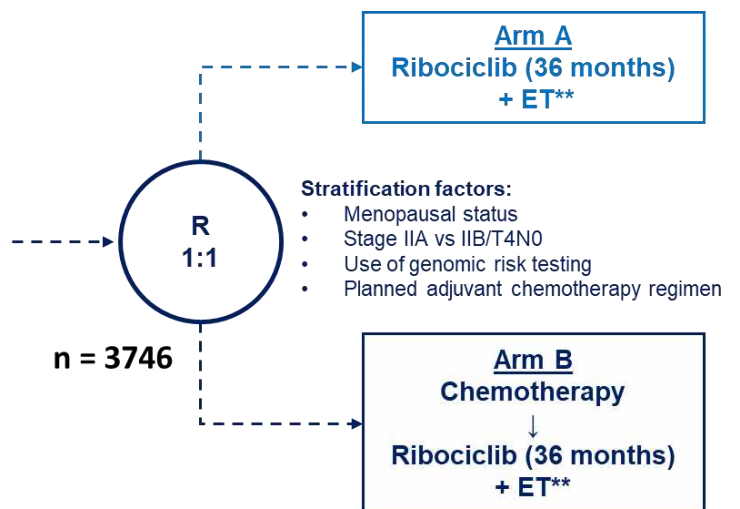 Arm A
Ribociclib (36 months)
+ ET**
R
1:1
Stratification factors:
• Menopausal status
• Stage IIA vs IIB/T4N0
• Use of genomic risk testing
• Planned adjuvant chemotherapy regimen
n = 3746
Arm B
Chemotherapy
↓
Ribociclib (36 months)
+ ET**